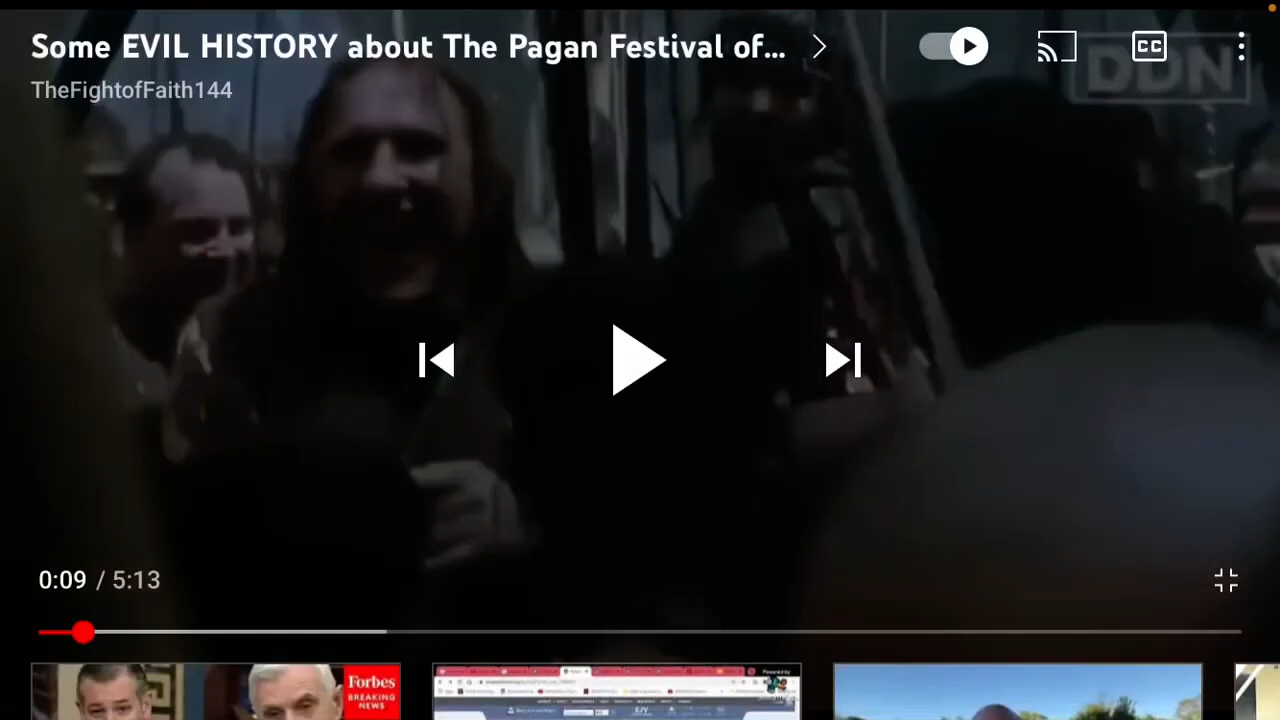 Some EVIL HISTORY about The Pagan Festival of...
TheFightofFaith144
CC
DDN
0:09 / 5:13
Forbes
BREAKING
NEWS